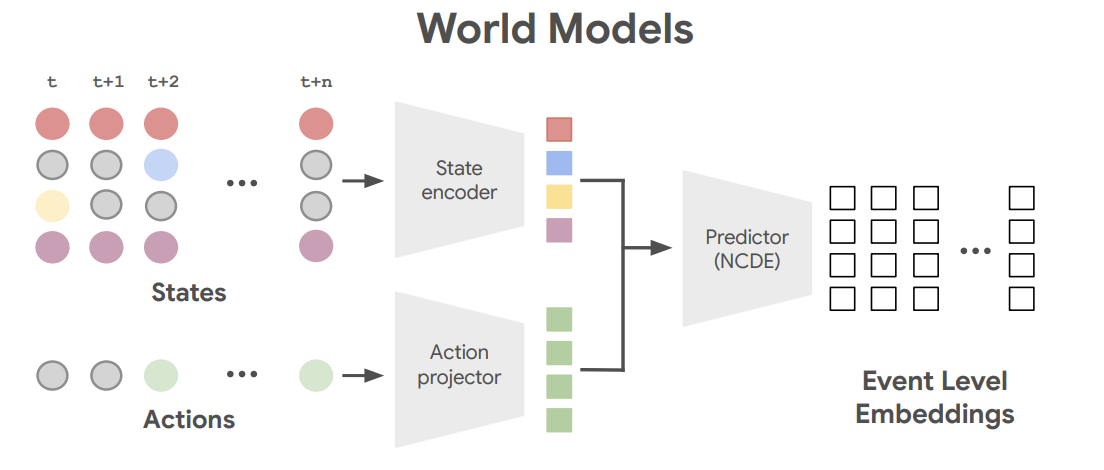 World Models
t t+1 t+2 t+n
State
encoder
Predictor
(NCDE)
States
Action
projector
Actions
Event Level
Embeddings